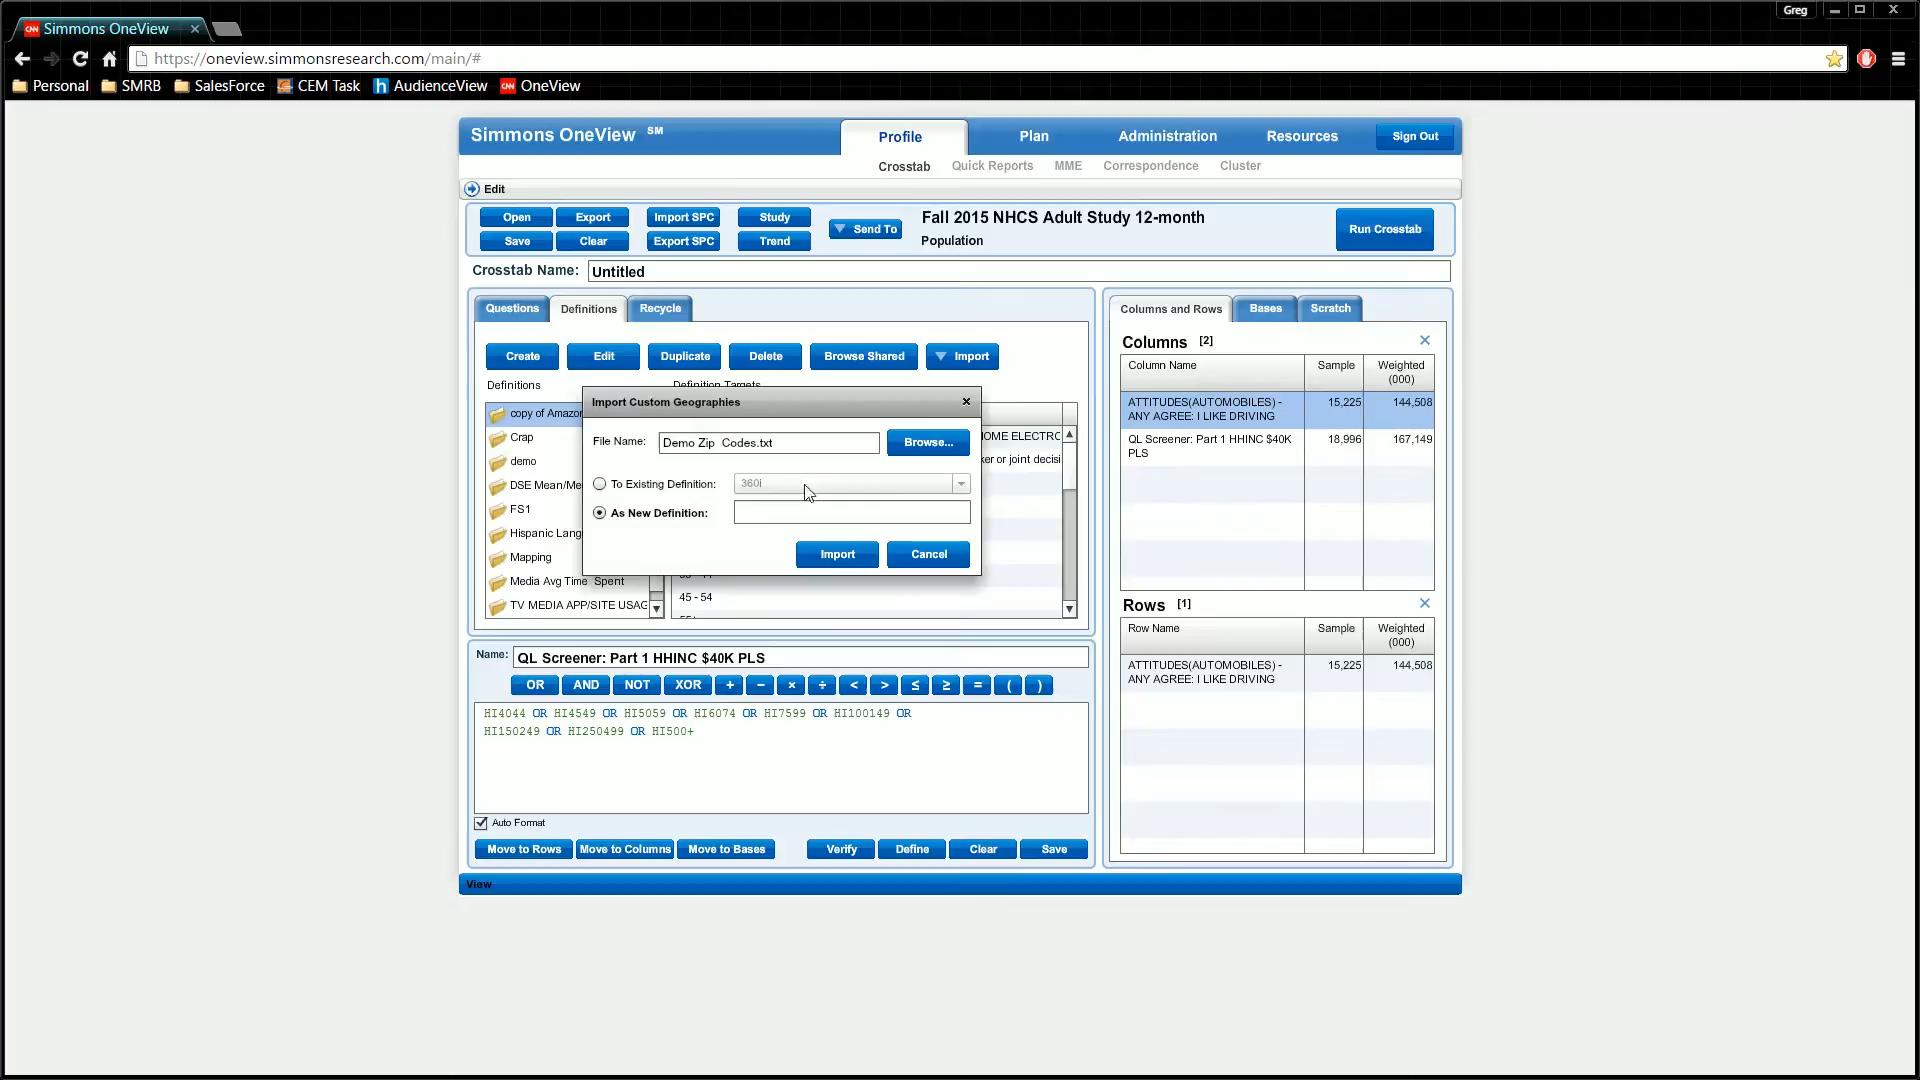 Greg
Simmons OneView
https://oneview.simmonsresearch.com/main/#
Personal SMRB SalesForce CEM Task AudienceView OneView
Simmons OneView SM
Profile Plan Administration Resources Sign Out
Crosstab Quick Reports MME Correspondence Cluster
Edit
Open Export Import SPC Study
Save Clear Export SPC Trend
Send To
Fall 2015 NHCS Adult Study 12-month
Population
Run Crosstab
Crosstab Name: Untitled
Questions Definitions Recycle
Create Edit Duplicate Delete Browse Shared Import
Definitions Definition Targets
copy of Amazon
Crap
demo
DSE Mean/Me
FS1
Hispanic Lang
Mapping
Media Avg Time Spent
TV MEDIA APP/SITE USAG
OME ELECTRO
ker or joint decisi
45 - 54
Import Custom Geographies
File Name: Demo Zip Codes.txt Browse...
To Existing Definition: 360i
As New Definition:
Import Cancel
Name: QL Screener: Part 1 HHINC $40K PLS
OR AND NOT XOR + − × ÷ < > ≤ ≥ = ( )
HI4044 OR HI4549 OR HI5059 OR HI6074 OR HI7599 OR HI100149 OR
HI150249 OR HI250499 OR HI500+
Auto Format
Move to Rows Move to Columns Move to Bases Verify Define Clear Save
Columns and Rows Bases Scratch
Columns [2]
Column Name Sample Weighted
(000)
ATTITUDES(AUTOMOBILES) - 15,225 144,508
ANY AGREE: I LIKE DRIVING
QL Screener: Part 1 HHINC $40K 18,996 167,149
PLS
Rows [1]
Row Name Sample Weighted
(000)
ATTITUDES(AUTOMOBILES) - 15,225 144,508
ANY AGREE: I LIKE DRIVING
View